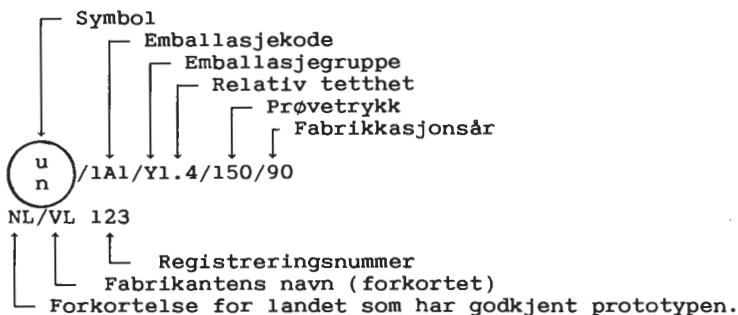 Symbol
Emballasjekode
Emballasjegruppe
Relativ tetthet
Prøvetrykk
Fabrikkasjonsår
u
n
/1A1/Y1.4/150/90
NL/VL 123
Registreringsnummer
Fabrikantens navn (forkortet)
Forkortelse for landet som har godkjent prototypen.